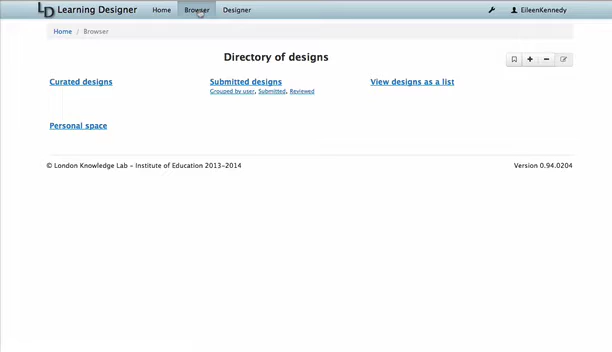 LD Learning Designer Home Browser Designer EileenKennedy
Home / Browser
Directory of designs
Curated designs Submitted designs View designs as a list
Grouped by user, Submitted, Reviewed
Personal space
© London Knowledge Lab - Institute of Education 2013-2014 Version 0.94.0204